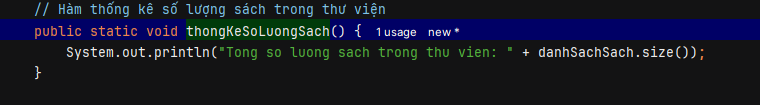 // Hàm thống kê số lượng sách trong thư viện
public static void thongKeSoLuongSach() { 1 usage new *
System.out.println("Tong so luong sach trong thu vien: " + danhSachSach.size());
}